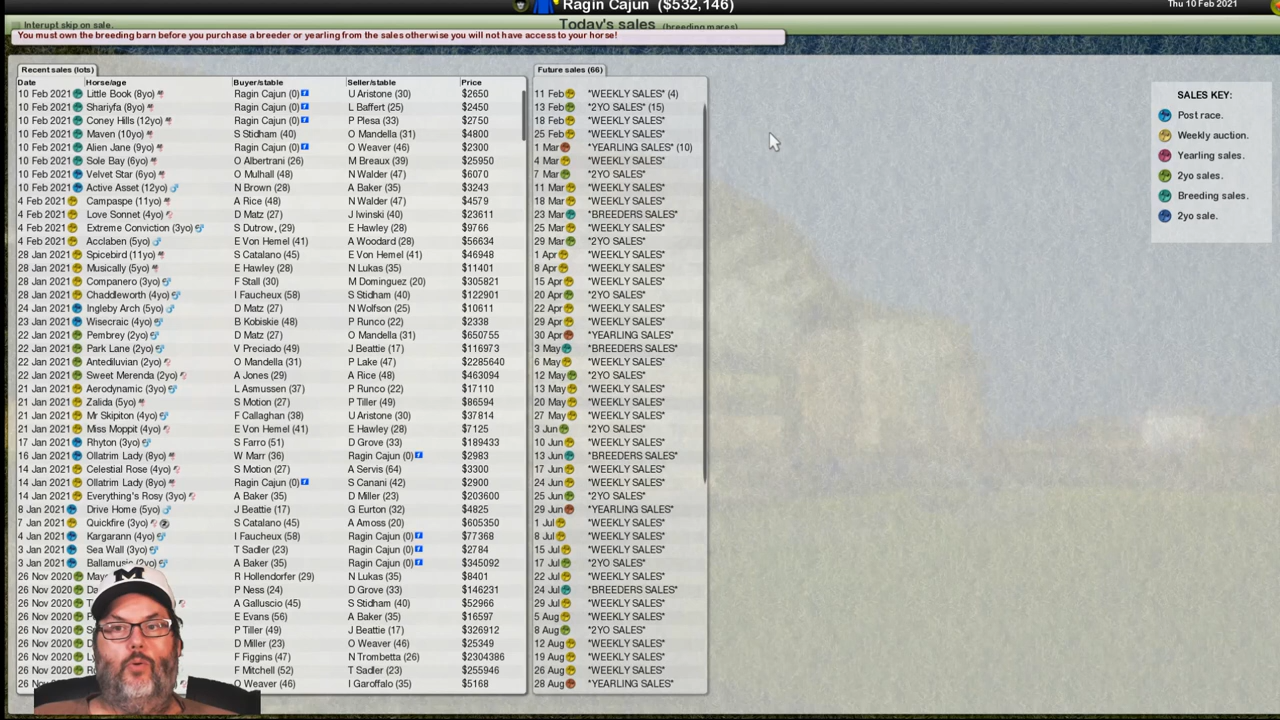 Ragin Cajun ($532,146)
Thu 10 Feb 2021
Interupt skip on sale.
Today's sales (breeding mares)
You must own the breeding barn before you purchase a breeder or yearling from the sales otherwise you will not have access to your horse!
Recent sales (lots)
Date Horse/age Buyer/stable Seller/stable Price
10 Feb 2021 Little Book (8yo) Ragin Cajun (0) U Aristone (30) $2650
10 Feb 2021 Shariyfa (8yo) Ragin Cajun (0) L Baffert (25) $2450
10 Feb 2021 Coney Hills (12yo) Ragin Cajun (0) P Plesa (33) $2750
10 Feb 2021 Maven (10yo) S Stidham (40) O Mandella (31) $4800
10 Feb 2021 Alien Jane (9yo) Ragin Cajun (0) O Weaver (46) $2300
10 Feb 2021 Sole Bay (6yo) O Albertrani (26) M Breaux (39) $25950
10 Feb 2021 Velvet Star (6yo) O Mulhall (48) N Walder (47) $6070
10 Feb 2021 Active Asset (12yo) N Brown (28) A Baker (35) $3243
4 Feb 2021 Campaspe (11yo) A Rice (48) N Walder (47) $4579
4 Feb 2021 Love Sonnet (4yo) D Matz (27) J Iwinski (40) $23611
4 Feb 2021 Extreme Conviction (3yo) S Dutrow, (29) E Hawley (28) $9766
4 Feb 2021 Acclaben (5yo) E Von Hemel (41) A Woodard (28) $56634
28 Jan 2021 Spicebird (11yo) S Catalano (45) E Von Hemel (41) $46948
28 Jan 2021 Musically (5yo) E Hawley (28) N Lukas (35) $11401
28 Jan 2021 Companero (3yo) F Stall (30) M Dominguez (20) $305821
28 Jan 2021 Chaddleworth (4yo) I Faucheux (58) S Stidham (40) $122901
24 Jan 2021 Ingleby Arch (5yo) D Matz (27) N Wolfson (25) $10611
23 Jan 2021 Wisecraic (4yo) B Kobiskie (48) P Runco (22) $2338
22 Jan 2021 Pembrey (2yo) D Matz (27) O Mandella (31) $650755
22 Jan 2021 Park Lane (2yo) V Preciado (49) J Beattie (17) $116973
22 Jan 2021 Antediluvian (2yo) O Mandella (31) P Lake (47) $2285640
22 Jan 2021 Sweet Merenda (2yo) A Jones (29) A Rice (48) $463094
21 Jan 2021 Aerodynamic (3yo) L Asmussen (37) P Runco (22) $17110
21 Jan 2021 Zalida (5yo) S Motion (27) P Tiller (49) $86594
21 Jan 2021 Mr Skipiton (4yo) F Callaghan (38) U Aristone (30) $37814
21 Jan 2021 Miss Moppit (4yo) E Von Hemel (41) E Hawley (28) $7125
17 Jan 2021 Rhyton (3yo) S Farro (51) D Grove (33) $189433
16 Jan 2021 Ollatrim Lady (8yo) W Marr (36) Ragin Cajun (0) $2983
14 Jan 2021 Celestial Rose (4yo) S Motion (27) A Servis (64) $3300
14 Jan 2021 Ollatrim Lady (8yo) Ragin Cajun (0) S Canani (42) $2900
14 Jan 2021 Everything's Rosy (3yo) A Baker (35) D Miller (23) $203600
8 Jan 2021 Drive Home (5yo) J Beattie (17) G Eurton (32) $4825
7 Jan 2021 Quickfire (3yo) S Catalano (45) A Amoss (20) $605350
4 Jan 2021 Kargarann (4yo) I Faucheux (58) Ragin Cajun (0) $77368
3 Jan 2021 Sea Wall (3yo) T Sadler (23) Ragin Cajun (0) $2784
3 Jan 2021 Ballamusic (2yo) A Baker (35) Ragin Cajun (0) $345092
26 Nov 2020 R Hollendorfer (29) N Lukas (35) $8401
26 Nov 2020 P Ness (24) D Grove (33) $146231
26 Nov 2020 A Galluscio (45) S Stidham (40) $52966
26 Nov 2020 E Evans (56) A Baker (35) $16597
26 Nov 2020 P Tiller (49) J Beattie (17) $326912
26 Nov 2020 D Miller (23) O Weaver (46) $25349
26 Nov 2020 F Figgins (47) N Trombetta (26) $2304386
26 Nov 2020 F Mitchell (52) T Sadler (23) $255946
26 O Weaver (46) I Garoffalo (35) $5168
Future sales (66)
11 Feb *WEEKLY SALES* (4)
13 Feb *2YO SALES* (15)
18 Feb *WEEKLY SALES*
25 Feb *WEEKLY SALES*
1 Mar *YEARLING SALES* (10)
4 Mar *WEEKLY SALES*
7 Mar *2YO SALES*
11 Mar *WEEKLY SALES*
18 Mar *WEEKLY SALES*
23 Mar *BREEDERS SALES*
25 Mar *WEEKLY SALES*
29 Mar *2YO SALES*
1 Apr *WEEKLY SALES*
8 Apr *WEEKLY SALES*
15 Apr *WEEKLY SALES*
20 Apr *2YO SALES*
22 Apr *WEEKLY SALES*
29 Apr *WEEKLY SALES*
30 Apr *YEARLING SALES*
3 May *BREEDERS SALES*
6 May *WEEKLY SALES*
12 May *2YO SALES*
13 May *WEEKLY SALES*
20 May *WEEKLY SALES*
27 May *WEEKLY SALES*
3 Jun *2YO SALES*
10 Jun *WEEKLY SALES*
13 Jun *BREEDERS SALES*
17 Jun *WEEKLY SALES*
24 Jun *WEEKLY SALES*
25 Jun *2YO SALES*
29 Jun *YEARLING SALES*
1 Jul *WEEKLY SALES*
8 Jul *WEEKLY SALES*
15 Jul *WEEKLY SALES*
17 Jul *2YO SALES*
22 Jul *WEEKLY SALES*
24 Jul *BREEDERS SALES*
29 Jul *WEEKLY SALES*
5 Aug *WEEKLY SALES*
8 Aug *2YO SALES*
12 Aug *WEEKLY SALES*
19 Aug *WEEKLY SALES*
26 Aug *WEEKLY SALES*
28 Aug *YEARLING SALES*
SALES KEY:
Post race.
Weekly auction.
Yearling sales.
2yo sales.
Breeding sales.
2yo sale.